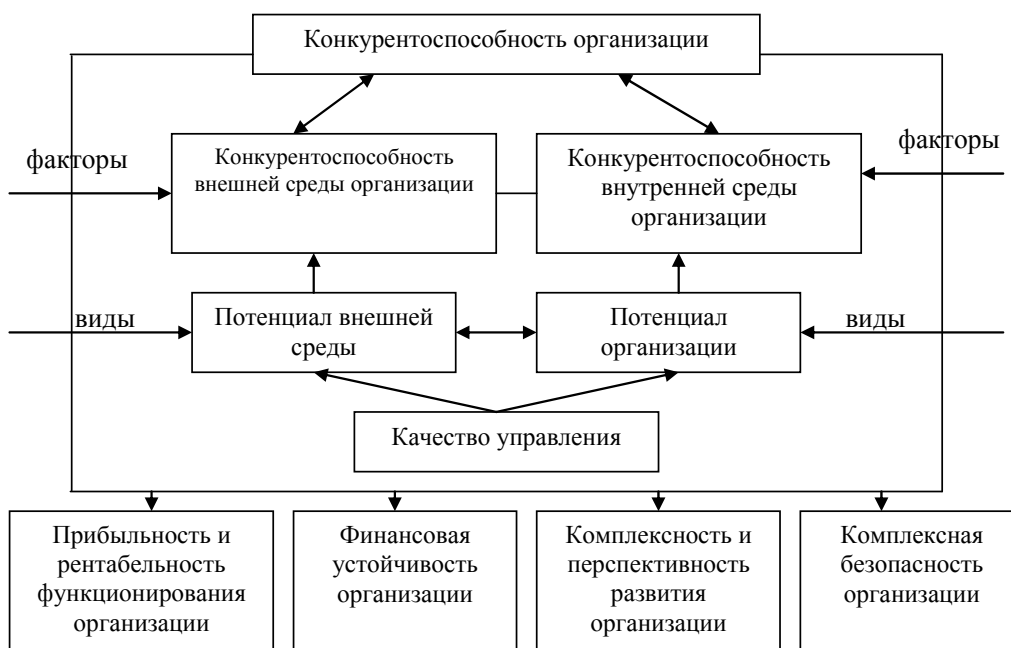 Конкурентоспособность организации
факторы
Конкурентоспособность
внешней среды организации
Конкурентоспособность
внутренней среды
организации
факторы
виды
Потенциал внешней
среды
Потенциал
организации
виды
Качество управления
Прибыльность и
рентабельность
функционирования
организации
Финансовая
устойчивость
организации
Комплексность и
перспективность
развития
организации
Комплексная
безопасность
организации